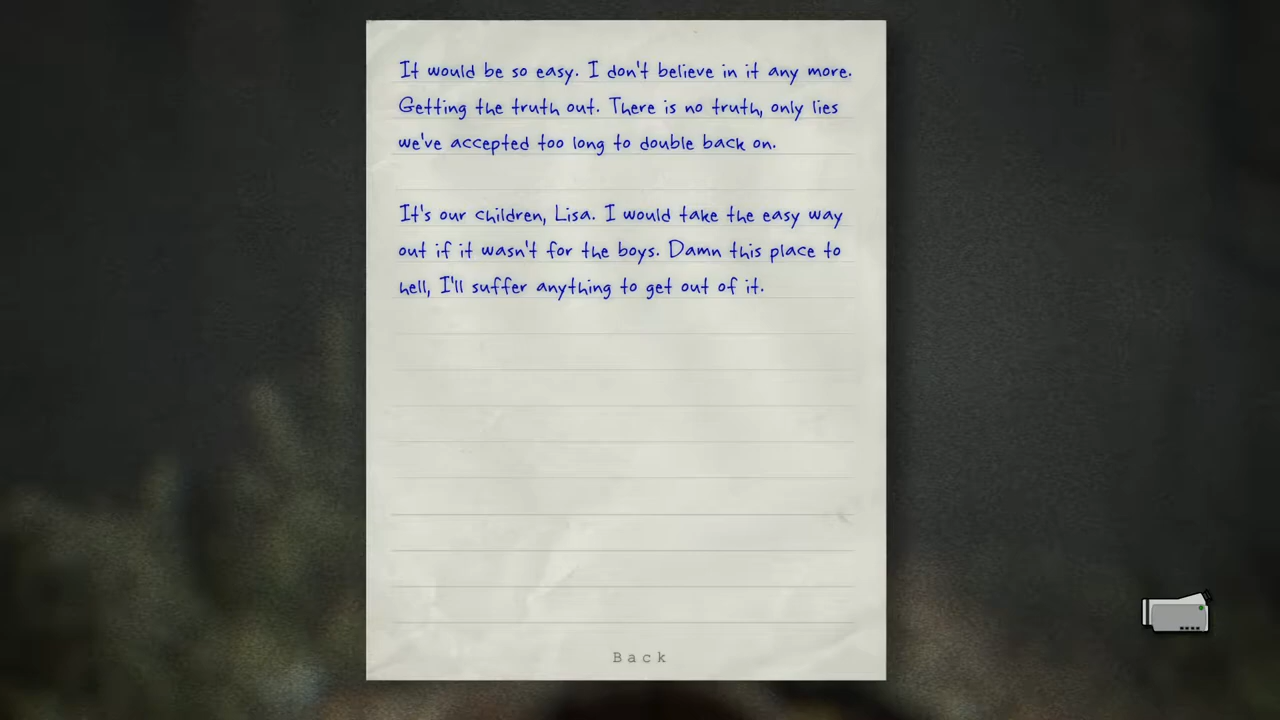 It would be so easy. I don't believe in it any more.
Getting the truth out. There is no truth, only lies
we've accepted too long to double back on.
It's our children, Lisa. I would take the easy way
out if it wasn't for the boys. Damn this place to
hell, I'll suffer anything to get out of it.
Back